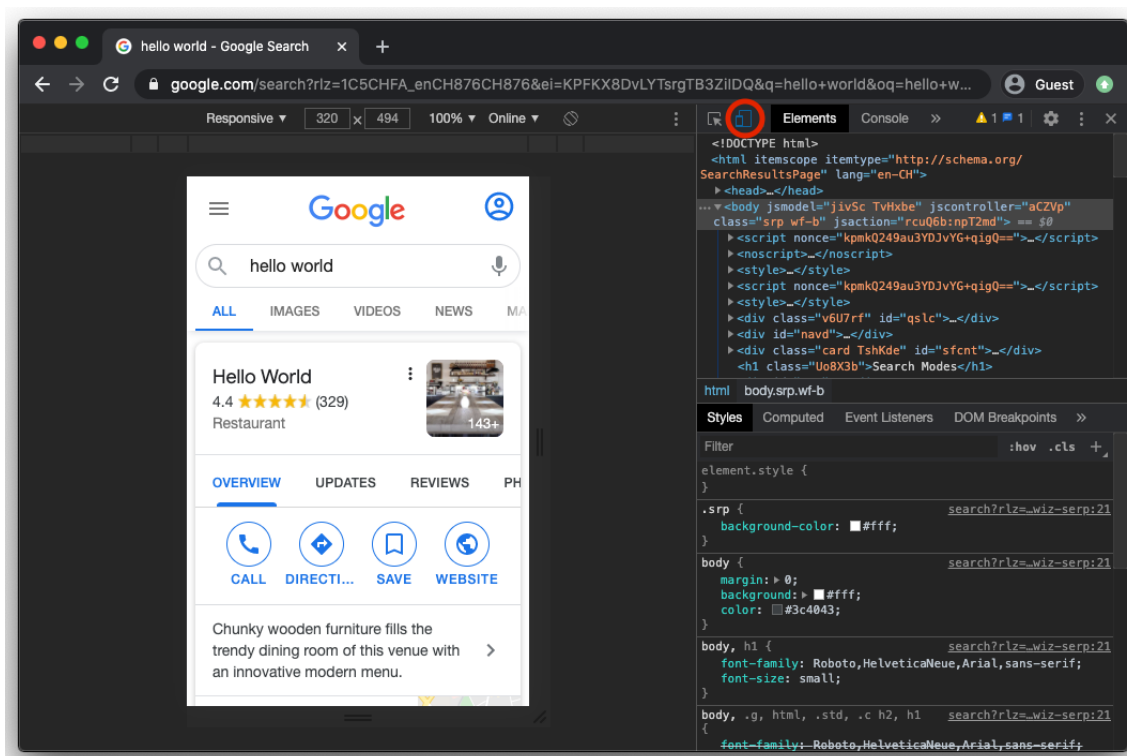 hello world - Google Search
google.com/search?rlz=1C5CHFA_enCH876CH876&ei=KPFKX8DvLYTsrgTB3ZiIDQ&q=hello+world&oq=hello+w...
Guest
Responsive ▼ 320 x 494 100% ▼ Online ▼
Google
hello world
ALL IMAGES VIDEOS NEWS MA
Hello World
4.4 (329)
Restaurant
143+
OVERVIEW UPDATES REVIEWS PH
CALL DIRECTI... SAVE WEBSITE
Chunky wooden furniture fills the
trendy dining room of this venue with
an innovative modern menu.
Elements Console » 1 1
<!DOCTYPE html>
<html itemscope itemtype="http://schema.org/
SearchResultsPage" lang="en-CH">
▶<head>…</head>
…▼<body jsmodel="jivSc TvHxbe" jscontroller="aCZVp"
class="srp wf-b" jsaction="rcuQ6b:npT2md"> == $0
▶<script nonce="kpmkQ249au3YDJvYG+qigQ==">…</script>
▶<noscript>…</noscript>
▶<style>…</style>
▶<script nonce="kpmkQ249au3YDJvYG+qigQ==">…</script>
▶<style>…</style>
▶<div class="v6U7rf" id="qslc">…</div>
▶<div id="navd">…</div>
▶<div class="card TshKde" id="sfcnt">…</div>
<h1 class="Uo8X3b">Search Modes</h1>
html body.srp.wf-b
Styles Computed Event Listeners DOM Breakpoints »
Filter :hov .cls +
element.style {
}
.srp { search?rlz=…wiz-serp:21
background-color: #fff;
}
body { search?rlz=…wiz-serp:21
margin:▶ 0;
background:▶ #fff;
color: #3c4043;
}
body, h1 { search?rlz=…wiz-serp:21
font-family: Roboto,HelveticaNeue,Arial,sans-serif;
font-size: small;
}
body, .g, html, .std, .c h2, h1 search?rlz=…wiz-serp:21
{
font-family: Roboto,HelveticaNeue,Arial,sans-serif;